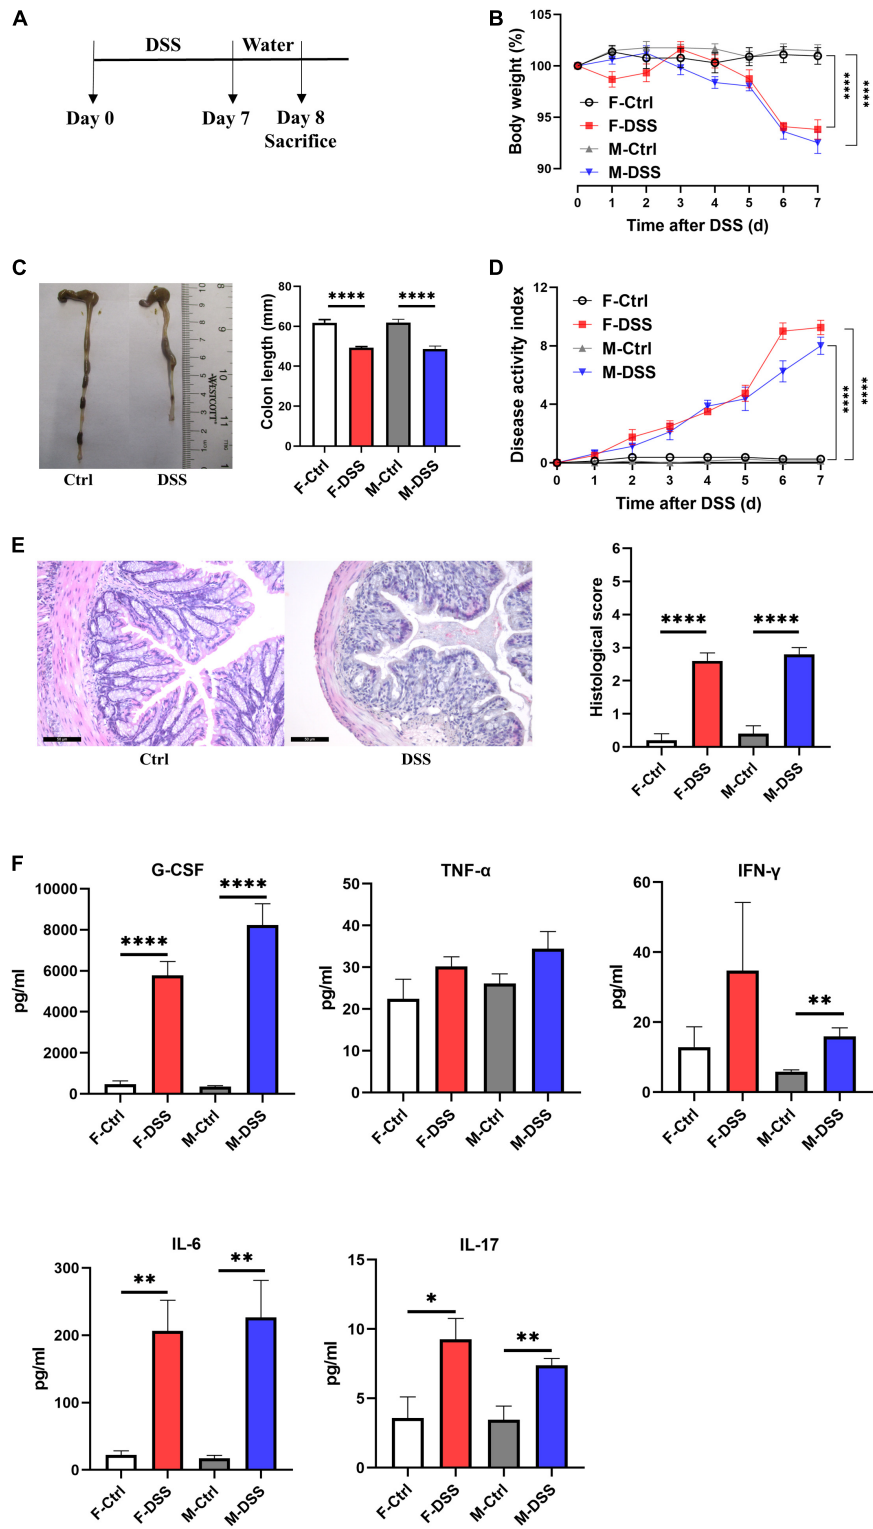 A
DSS
Water
Day 0
Day 7
Day 8
Sacrifice
B
Body weight (%)
105
100
95
90
F-Ctrl
F-DSS
M-Ctrl
M-DSS
****
****
0 1 2 3 4 5 6 7
Time after DSS (d)
C
WESTCOTT
Ctrl
DSS
Colon length (mm)
80
60
40
20
0
****
****
F-Ctrl
F-DSS
M-Ctrl
M-DSS
D
Disease activity index
12
8
4
0
F-Ctrl
F-DSS
M-Ctrl
M-DSS
****
****
0 1 2 3 4 5 6 7
Time after DSS (d)
E
50 µm
50 µm
Ctrl
DSS
Histological score
6
5
4
3
2
1
0
****
****
F-Ctrl
F-DSS
M-Ctrl
M-DSS
F
G-CSF
pg/ml
10000
8000
6000
4000
2000
0
****
****
F-Ctrl
F-DSS
M-Ctrl
M-DSS
TNF-α
pg/ml
50
40
30
20
10
0
F-Ctrl
F-DSS
M-Ctrl
M-DSS
IFN-γ
pg/ml
60
40
20
0
**
F-Ctrl
F-DSS
M-Ctrl
M-DSS
IL-6
pg/ml
300
200
100
0
**
**
F-Ctrl
F-DSS
M-Ctrl
M-DSS
IL-17
pg/ml
15
10
5
0
*
**
F-Ctrl
F-DSS
M-Ctrl
M-DSS